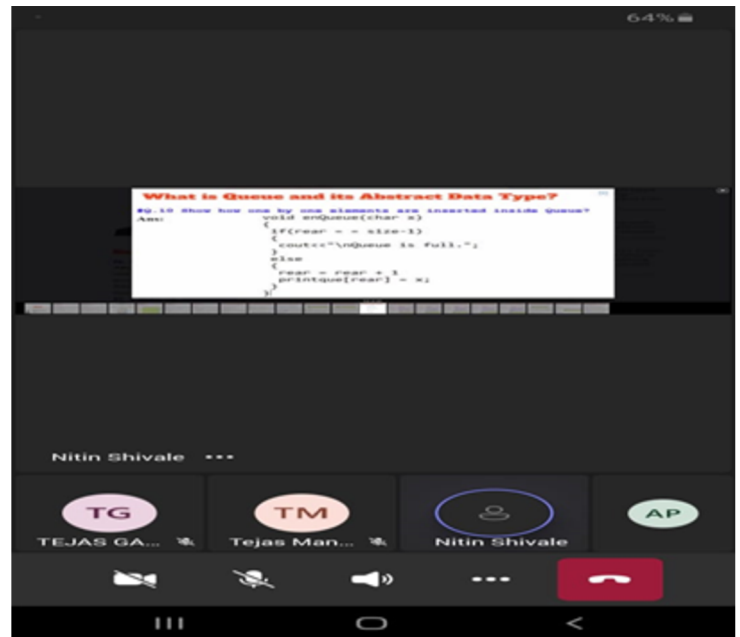 64%
What is Queue and its Abstract Data Type?
#Q.10 Show how one by one elements are inserted inside Queue?
Ans: void enQueue(char x)
{
if(rear = = size-1)
{
cout<<"\nQueue is full.";
}
else
{
rear = rear + 1
printque[rear] = x;
}
}
Nitin Shivale
TG
TM
AP
TEJAS GA...
Tejas Man...
Nitin Shivale